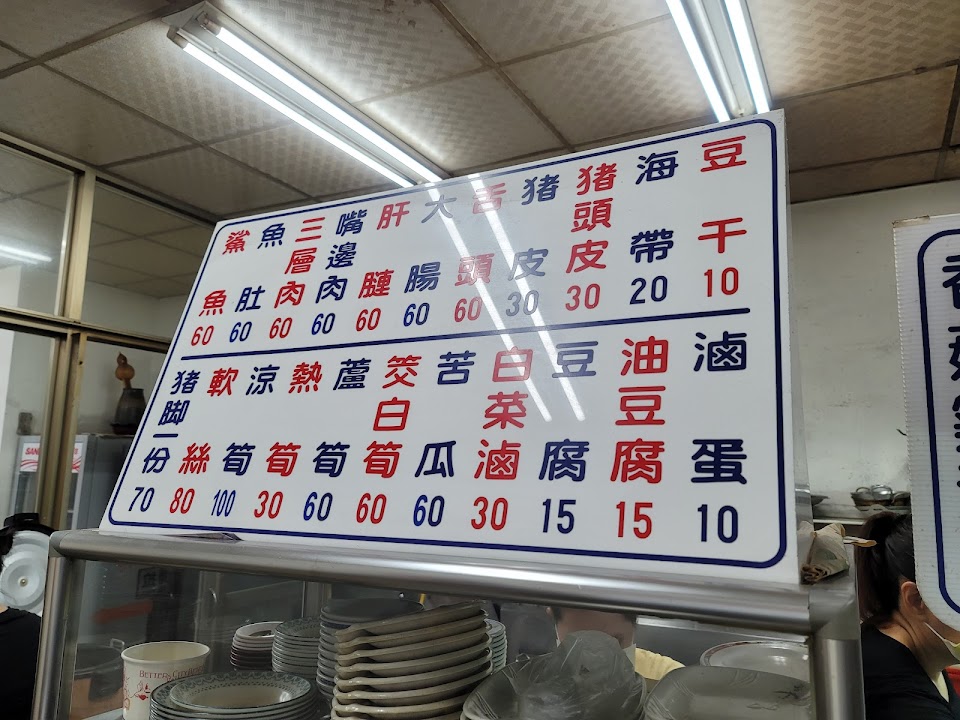 豆干 10
海帶 20
猪頭皮 30
猪皮 30
舌頭 60
大腸 60
肝腱 60
嘴邊肉 60
三層肉 60
魚肚 60
鯊魚 60
滷蛋 10
油豆腐 15
豆腐 15
白菜滷 30
苦瓜 60
筊白筍 60
蘆筍 60
熱筍 30
涼筍 100
軟絲 80
猪脚一份 70